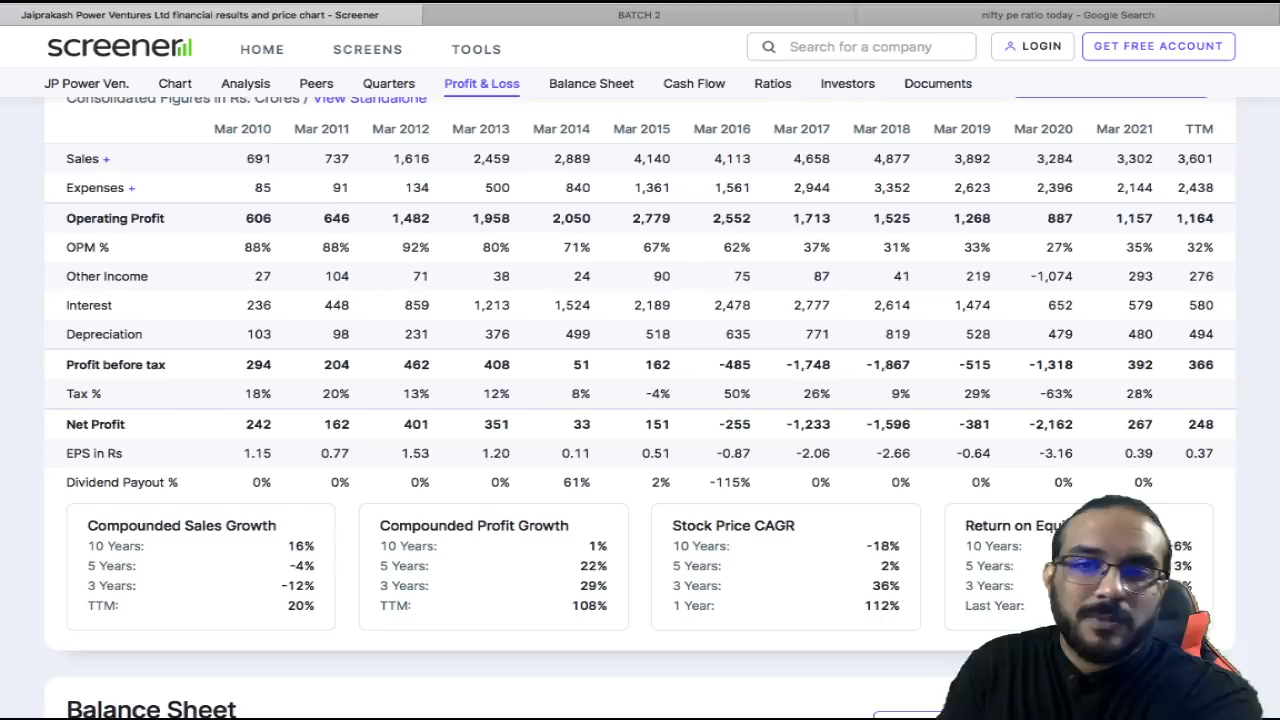 Jaiprakash Power Ventures Ltd financial results and price chart - Screener BATCH 2 nifty pe ratio today - Google Search
screener HOME SCREENS TOOLS Search for a company LOGIN GET FREE ACCOUNT
JP Power Ven. Chart Analysis Peers Quarters Profit & Loss Balance Sheet Cash Flow Ratios Investors Documents
Consolidated Figures in Rs. Crores / View Standalone
Mar 2010 Mar 2011 Mar 2012 Mar 2013 Mar 2014 Mar 2015 Mar 2016 Mar 2017 Mar 2018 Mar 2019 Mar 2020 Mar 2021 TTM
Sales + 691 737 1,616 2,459 2,889 4,140 4,113 4,658 4,877 3,892 3,284 3,302 3,601
Expenses + 85 91 134 500 840 1,361 1,561 2,944 3,352 2,623 2,396 2,144 2,438
Operating Profit 606 646 1,482 1,958 2,050 2,779 2,552 1,713 1,525 1,268 887 1,157 1,164
OPM % 88% 88% 92% 80% 71% 67% 62% 37% 31% 33% 27% 35% 32%
Other Income 27 104 71 38 24 90 75 87 41 219 -1,074 293 276
Interest 236 448 859 1,213 1,524 2,189 2,478 2,777 2,614 1,474 652 579 580
Depreciation 103 98 231 376 499 518 635 771 819 528 479 480 494
Profit before tax 294 204 462 408 51 162 -485 -1,748 -1,867 -515 -1,318 392 366
Tax % 18% 20% 13% 12% 8% -4% 50% 26% 9% 29% -63% 28%
Net Profit 242 162 401 351 33 151 -255 -1,233 -1,596 -381 -2,162 267 248
EPS in Rs 1.15 0.77 1.53 1.20 0.11 0.51 -0.87 -2.06 -2.66 -0.64 -3.16 0.39 0.37
Dividend Payout % 0% 0% 0% 0% 61% 2% -115% 0% 0% 0% 0% 0%
Compounded Sales Growth
10 Years: 16%
5 Years: -4%
3 Years: -12%
TTM: 20%
Compounded Profit Growth
10 Years: 1%
5 Years: 22%
3 Years: 29%
TTM: 108%
Stock Price CAGR
10 Years: -18%
5 Years: 2%
3 Years: 36%
1 Year: 112%
Return on
10 Years: 6%
5 Years: 3%
3 Years: %
Last Year:
Balance Sheet